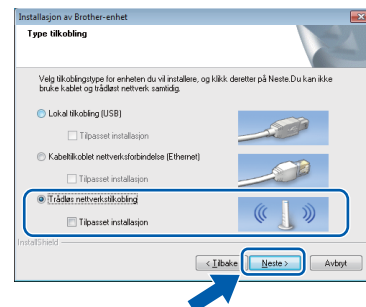 Installasjon av Brother-enhet
Type tilkobling
Velg tilkoblingstype for enheten du vil installere, og klikk deretter på Neste.Du kan ikke
bruke kablet og trådløst nettverk samtidig.
Lokal tilkobling (USB)
Tilpasset installasjon
Kabeltilkoblet nettverksforbindelse (Ethernet)
Tilpasset installasjon
Trådløs nettverkstilkobling
Tilpasset installasjon
InstallShield
< Tilbake
Neste >
Avbryt